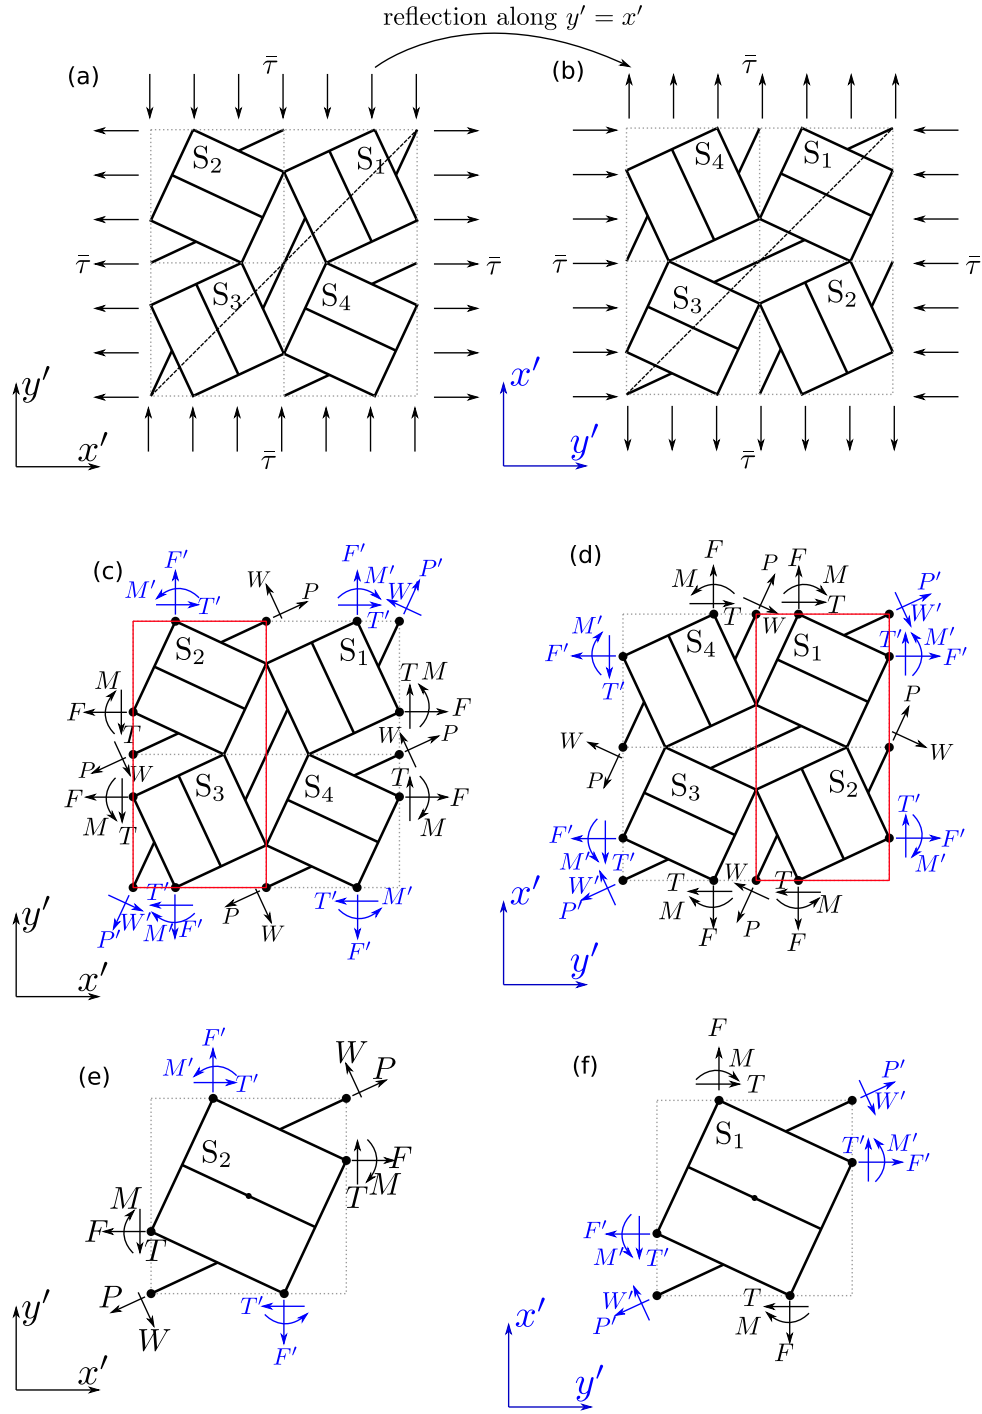 reflection along y′ = x′
(a) τ̄ (b) τ̄
S₂ S₁ S₄ S₁
τ̄ τ̄ τ̄ τ̄
S₃ S₄ S₃ S₂
y′ x′
x′ τ̄ y′ τ̄
(c) F′ W P F′ M′ P′ (d) F M P F M P′
M′ T′ T′ W′ T W T W′
S₂ S₁ S₄ S₁ M′ T′ M′
M T M F′ F′
F F T′
T W P P
P W T W W
F S₃ S₄ F P S₃ S₂ T′
M T M F′ F′
M′ T′ M′
T′ T′ M′ W′ T W T
P′ W′ M′ F′ P W P′ M M
F′ F P F
y′ x′
x′ y′
(e) F′ W P (f) F M P′
M′ T′ T W′
S₂ S₁ T′ M′
F F′
M T M
F T F′ M′ T′
P W T′ W′ P′ T M
F′ F
y′ x′
x′ y′